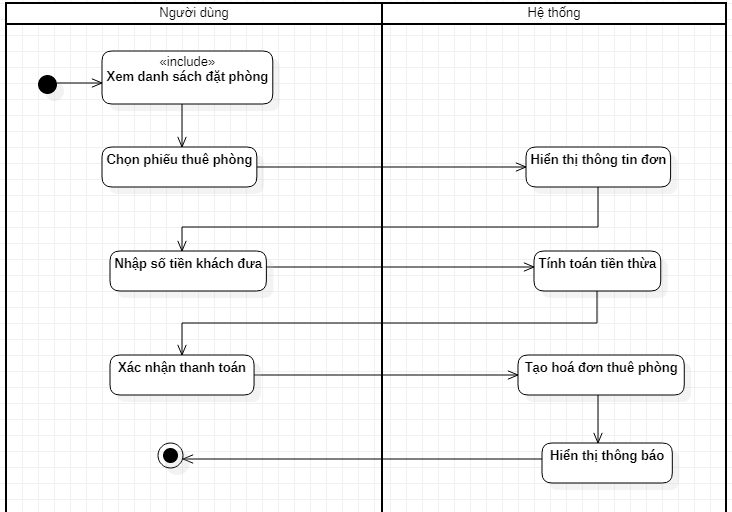 Người dùng
Hệ thống
«include»
Xem danh sách đặt phòng
Chọn phiếu thuê phòng
Hiển thị thông tin đơn
Nhập số tiền khách đưa
Tính toán tiền thừa
Xác nhận thanh toán
Tạo hoá đơn thuê phòng
Hiển thị thông báo